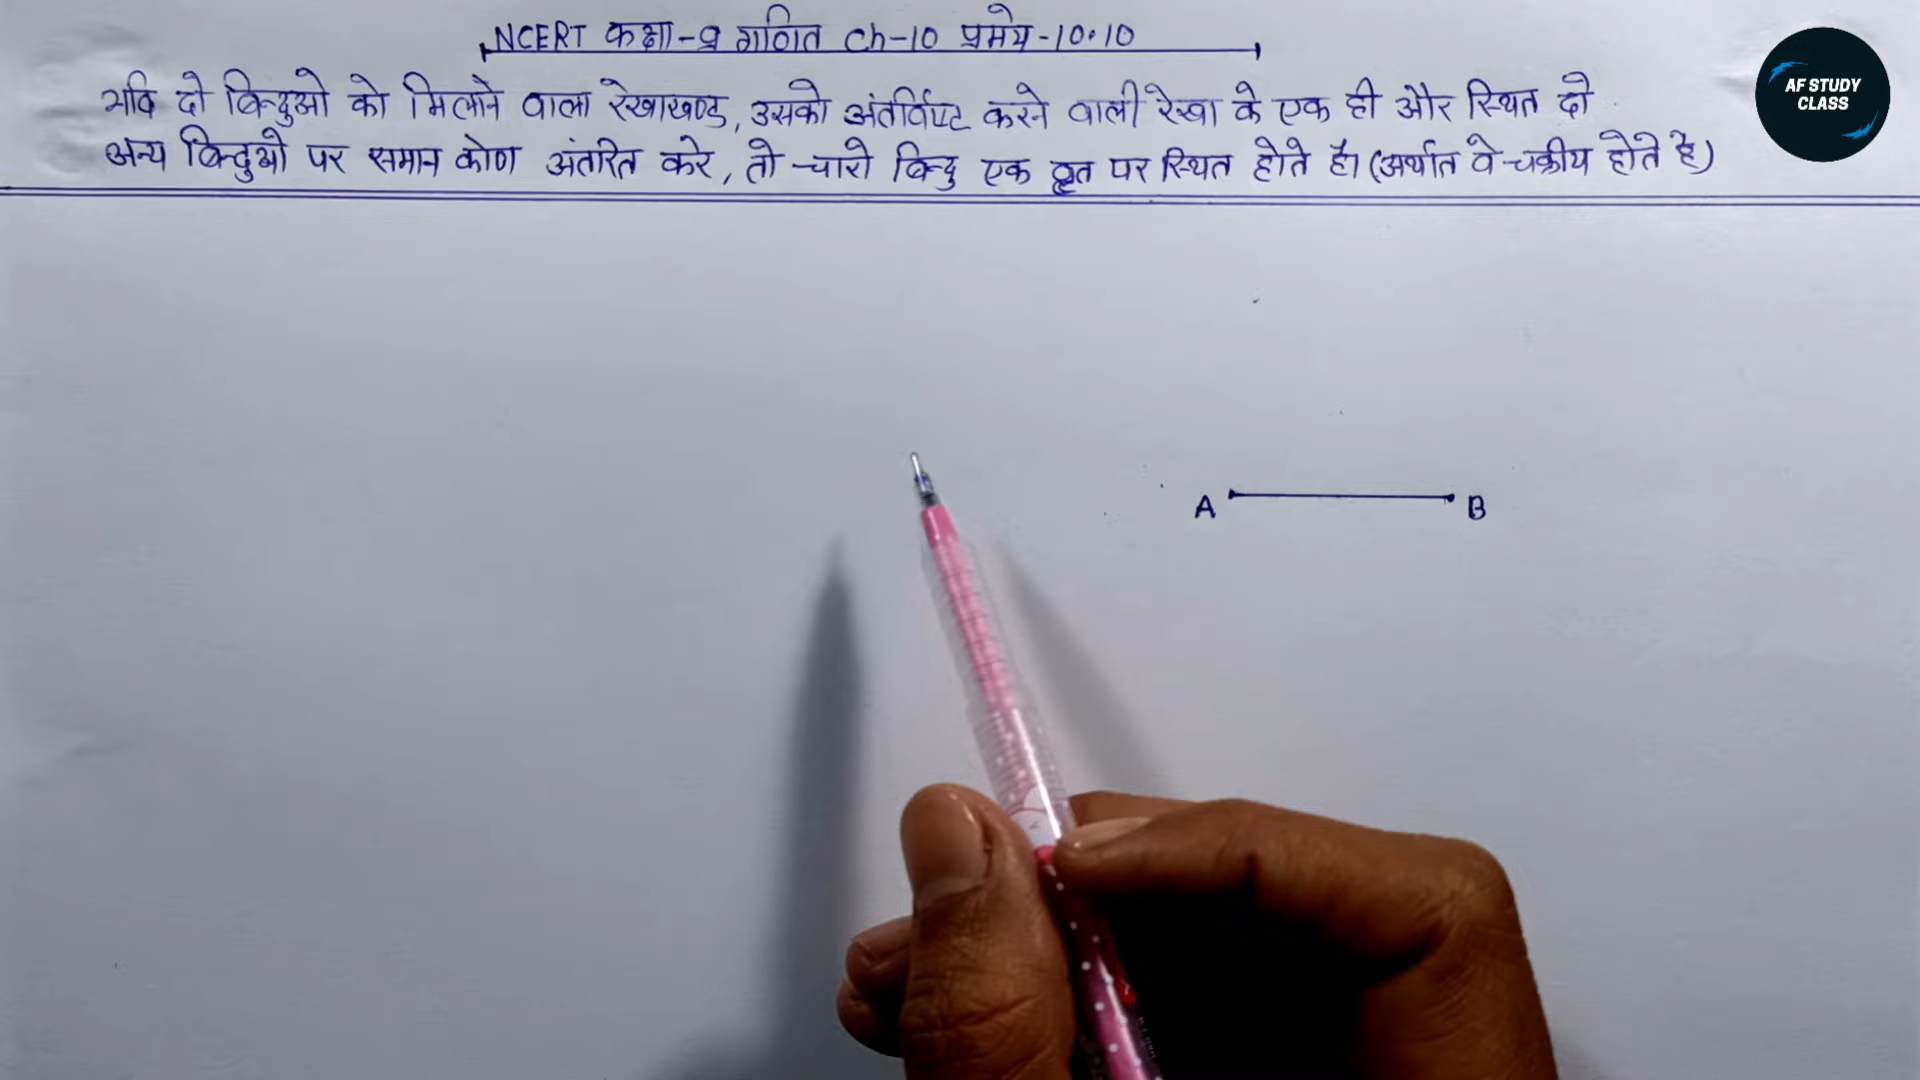 NCERT कक्षा-9 गणित Ch-10 प्रमेय-10.10
यदि दो बिन्दुओ को मिलाने वाला रेखाखण्ड, उसको अंतर्विष्ट करने वाली रेखा के एक ही और स्थित दो
अन्य बिन्दुओ पर समान कोण अंतरित करे, तो चारो बिन्दु एक वृत पर स्थित होते है। (अर्थात वे चक्रीय होते है)
AF STUDY
CLASS
A B